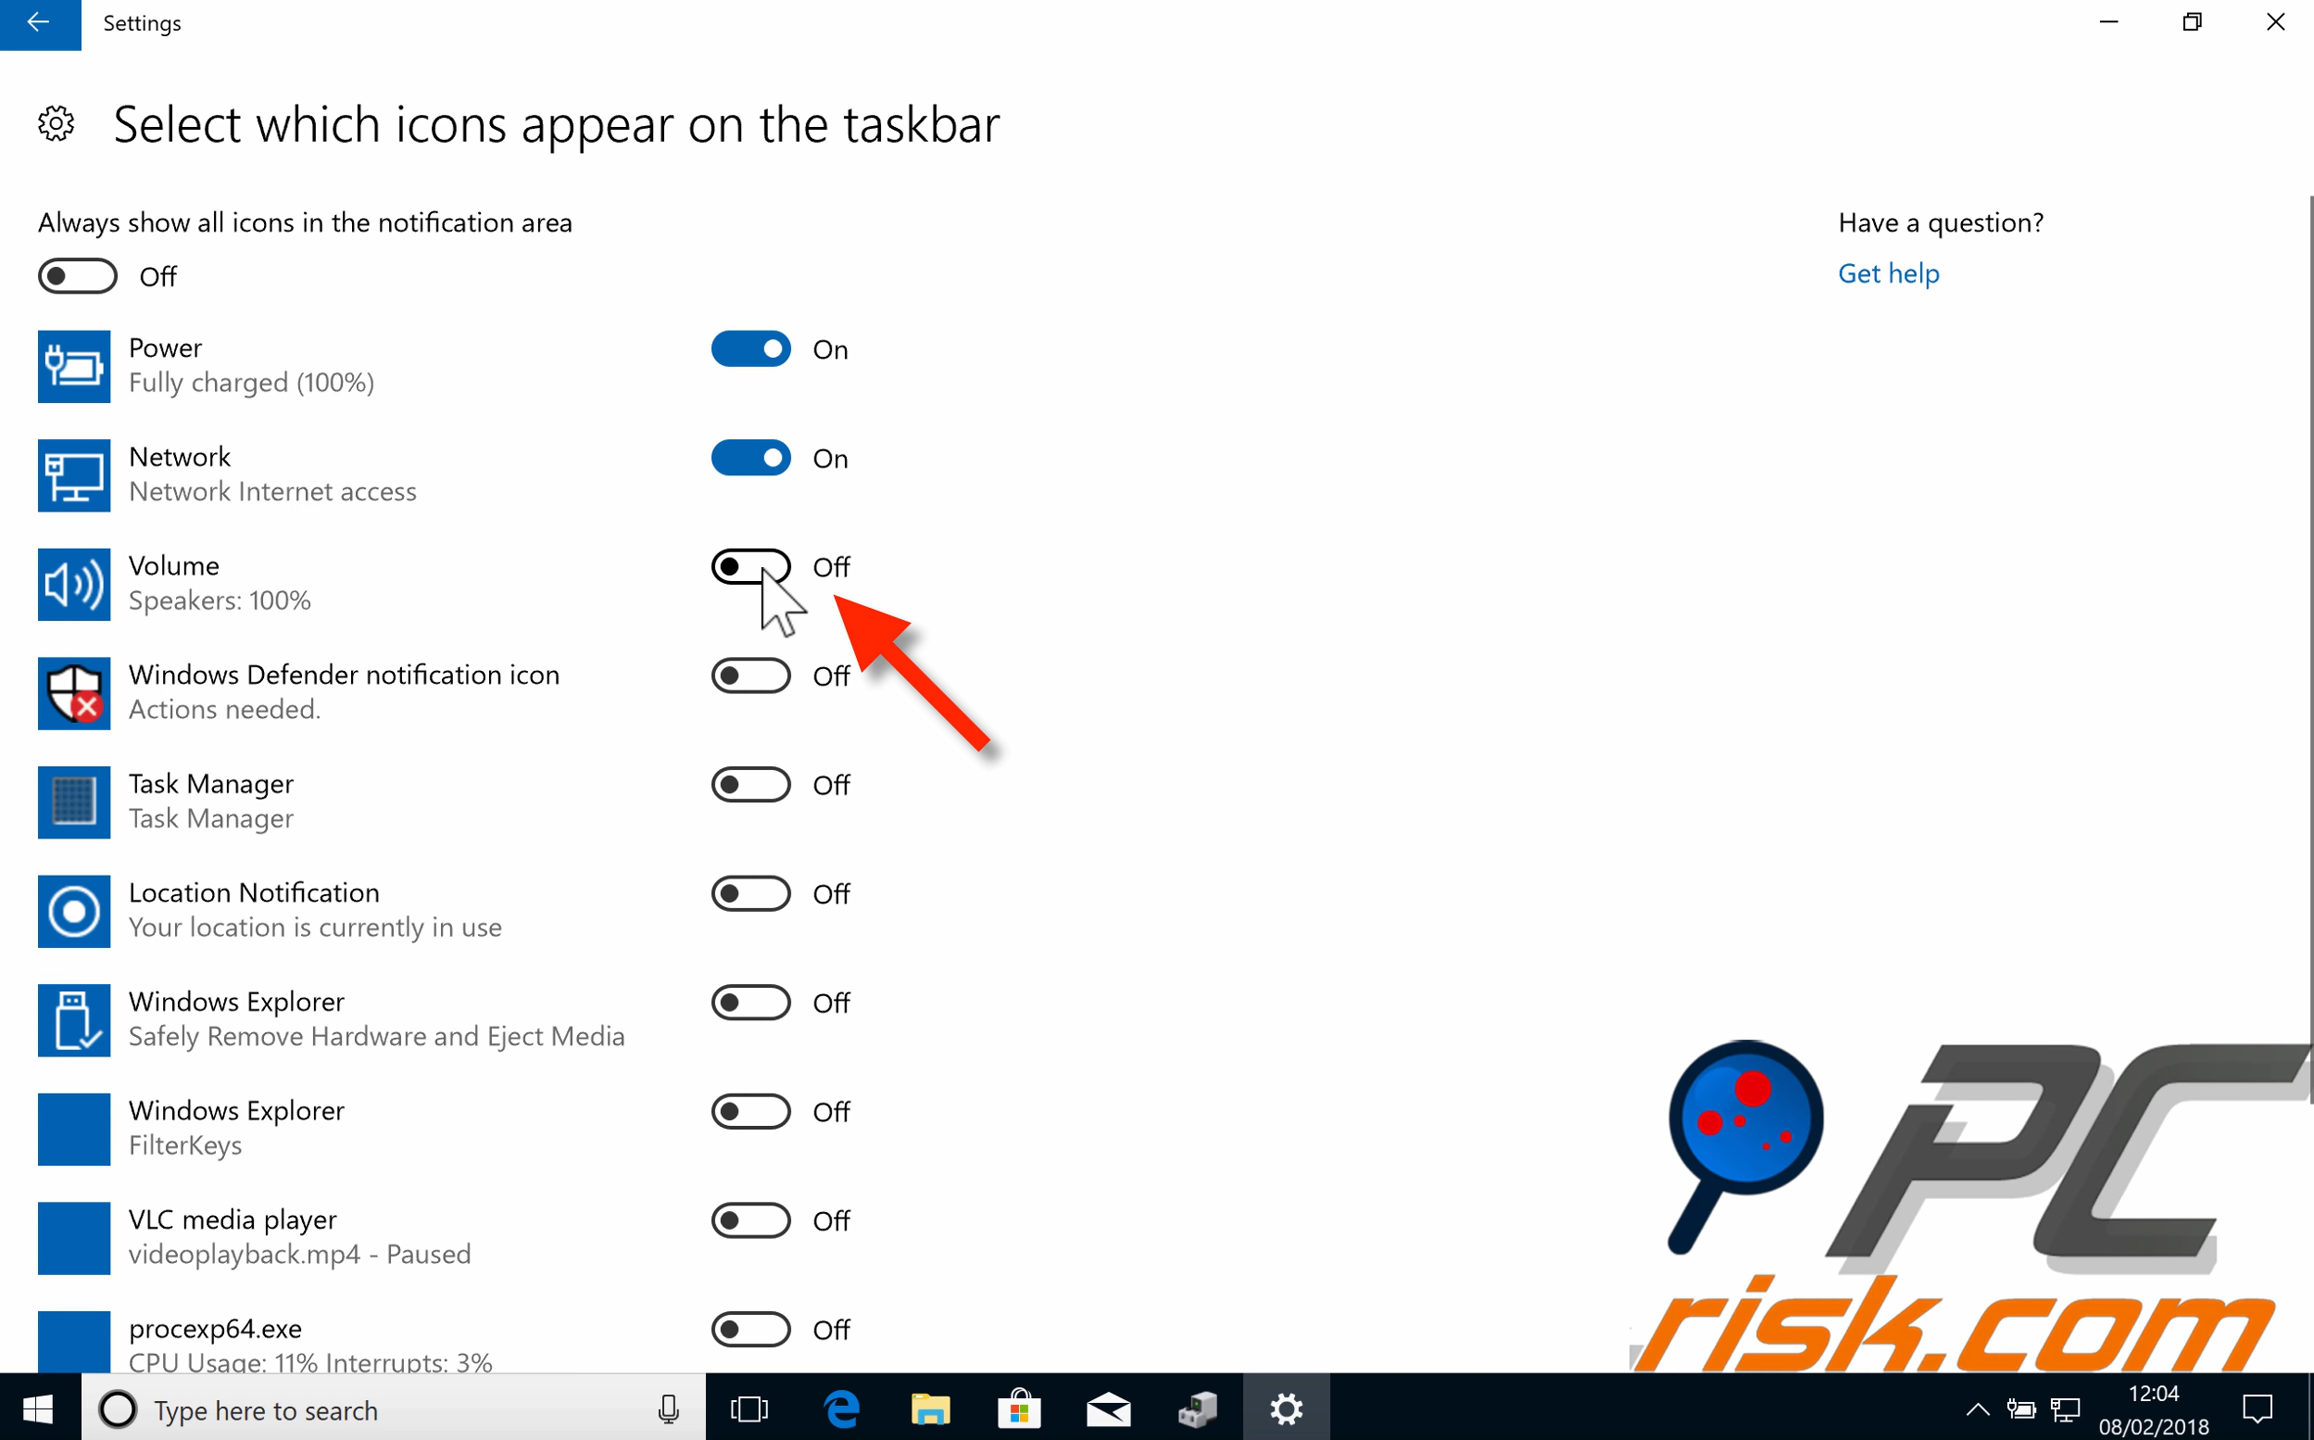 Settings
Select which icons appear on the taskbar
Always show all icons in the notification area
Off
Have a question?
Get help
Power
Fully charged (100%)
On
Network
Network Internet access
On
Volume
Speakers: 100%
Off
Windows Defender notification icon
Actions needed.
Off
Task Manager
Task Manager
Off
Location Notification
Your location is currently in use
Off
Windows Explorer
Safely Remove Hardware and Eject Media
Off
Windows Explorer
FilterKeys
Off
VLC media player
videoplayback.mp4 - Paused
Off
procexp64.exe
CPU Usage: 11% Interrupts: 3%
Off
PC
risk.com
Type here to search
12:04
08/02/2018